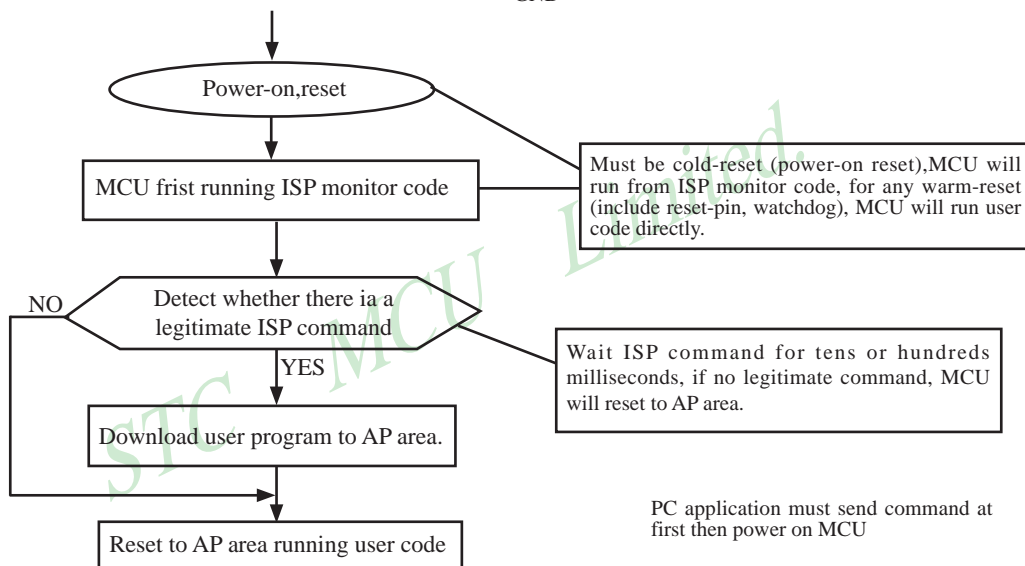 Power-on,reset
MCU frist running ISP monitor code
Must be cold-reset (power-on reset),MCU will
run from ISP monitor code, for any warm-reset
(include reset-pin, watchdog), MCU will run user
code directly.
NO
Detect whether there ia a
legitimate ISP command
YES
Wait ISP command for tens or hundreds
milliseconds, if no legitimate command, MCU
will reset to AP area.
Download user program to AP area.
PC application must send command at
first then power on MCU
Reset to AP area running user code
STC MCU Limited.